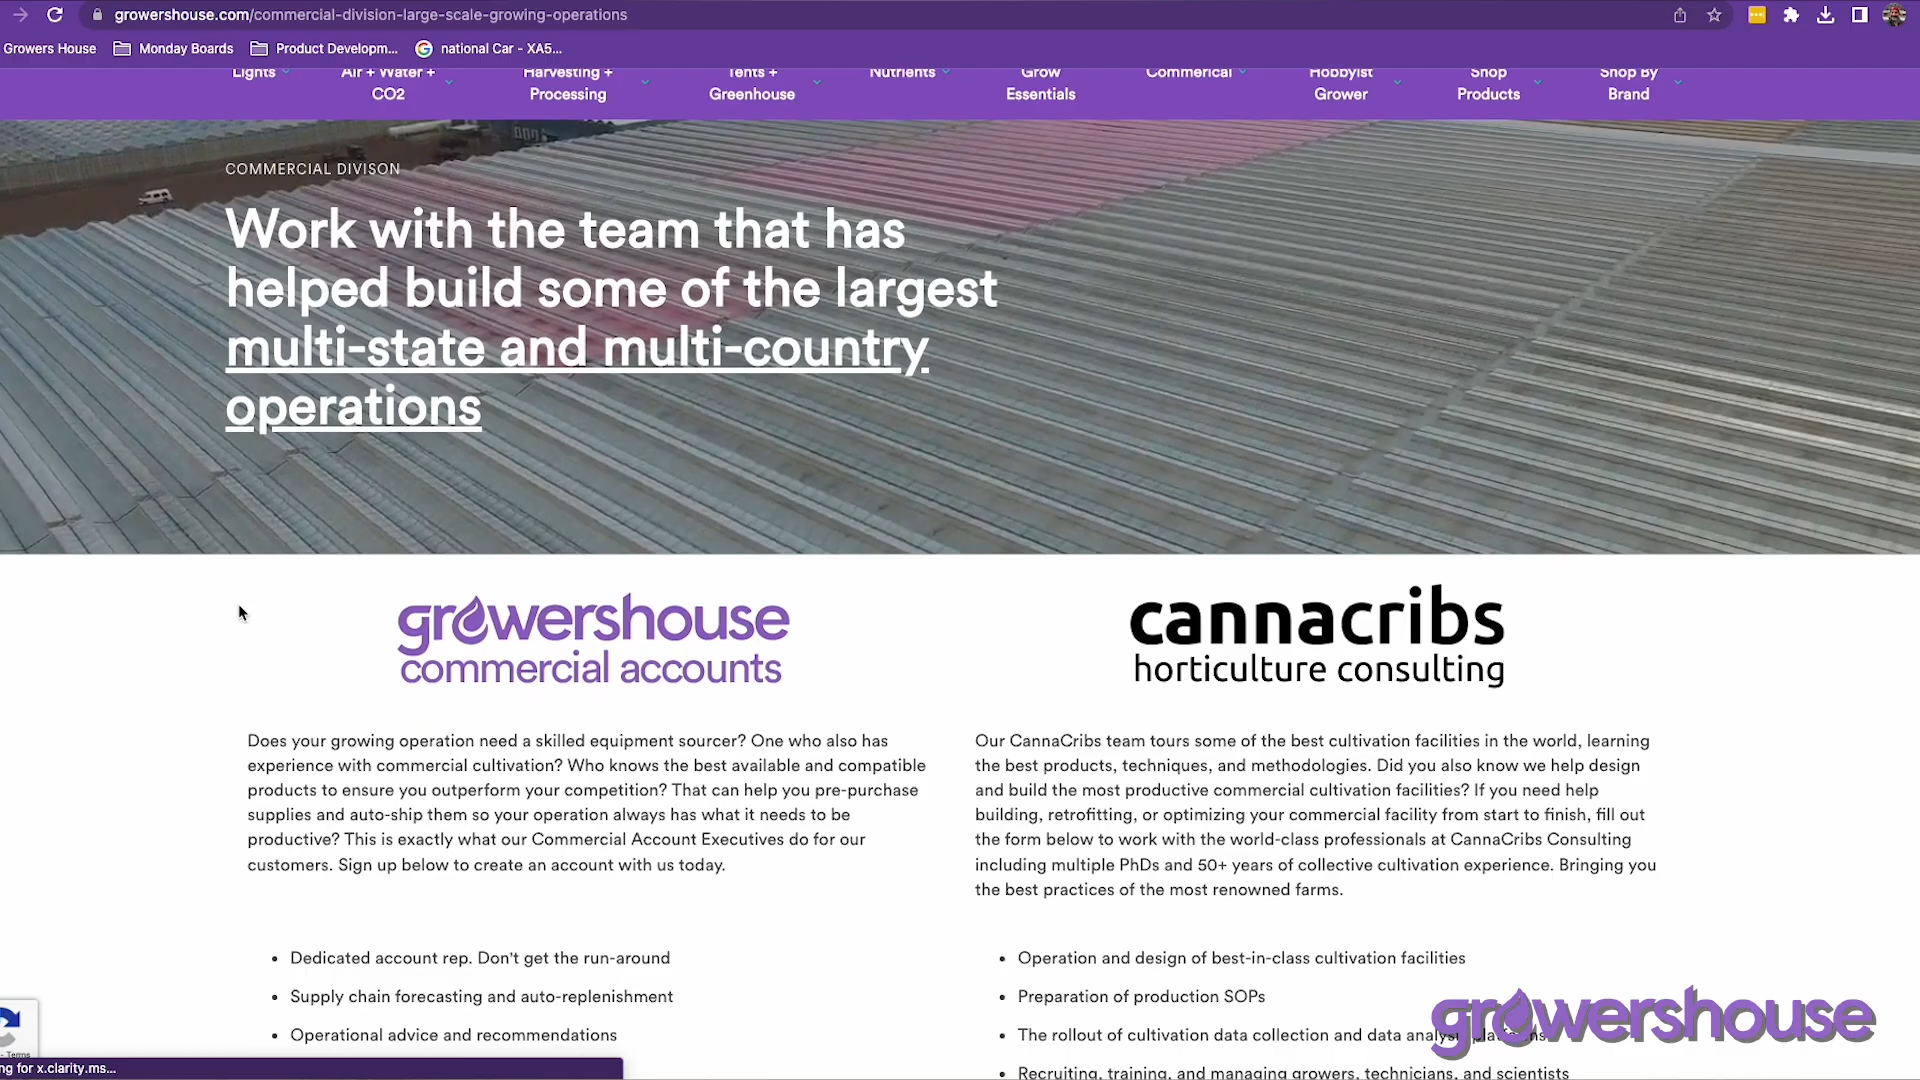 growershouse.com/commercial-division-large-scale-growing-operations
Growers House
Monday Boards
Product Developm...
national Car - XA5...
Lights
Air + Water +
CO2
Harvesting +
Processing
Tents +
Greenhouse
Nutrients
Grow
Essentials
Commerical
Hobbyist
Grower
Shop
Products
Shop By
Brand
COMMERCIAL DIVISON
Work with the team that has
helped build some of the largest
multi-state and multi-country
operations
growershouse
commercial accounts
Does your growing operation need a skilled equipment sourcer? One who also has
experience with commercial cultivation? Who knows the best available and compatible
products to ensure you outperform your competition? That can help you pre-purchase
supplies and auto-ship them so your operation always has what it needs to be
productive? This is exactly what our Commercial Account Executives do for our
customers. Sign up below to create an account with us today.
Dedicated account rep. Don't get the run-around
Supply chain forecasting and auto-replenishment
Operational advice and recommendations
cannacribs
horticulture consulting
Our CannaCribs team tours some of the best cultivation facilities in the world, learning
the best products, techniques, and methodologies. Did you also know we help design
and build the most productive commercial cultivation facilities? If you need help
building, retrofitting, or optimizing your commercial facility from start to finish, fill out
the form below to work with the world-class professionals at CannaCribs Consulting
including multiple PhDs and 50+ years of collective cultivation experience. Bringing you
the best practices of the most renowned farms.
Operation and design of best-in-class cultivation facilities
Preparation of production SOPs
The rollout of cultivation data collection and data
Recruiting, training, and managing growers, technicians, and scientists
growershouse
- Terms
ng for x.clarity.ms...